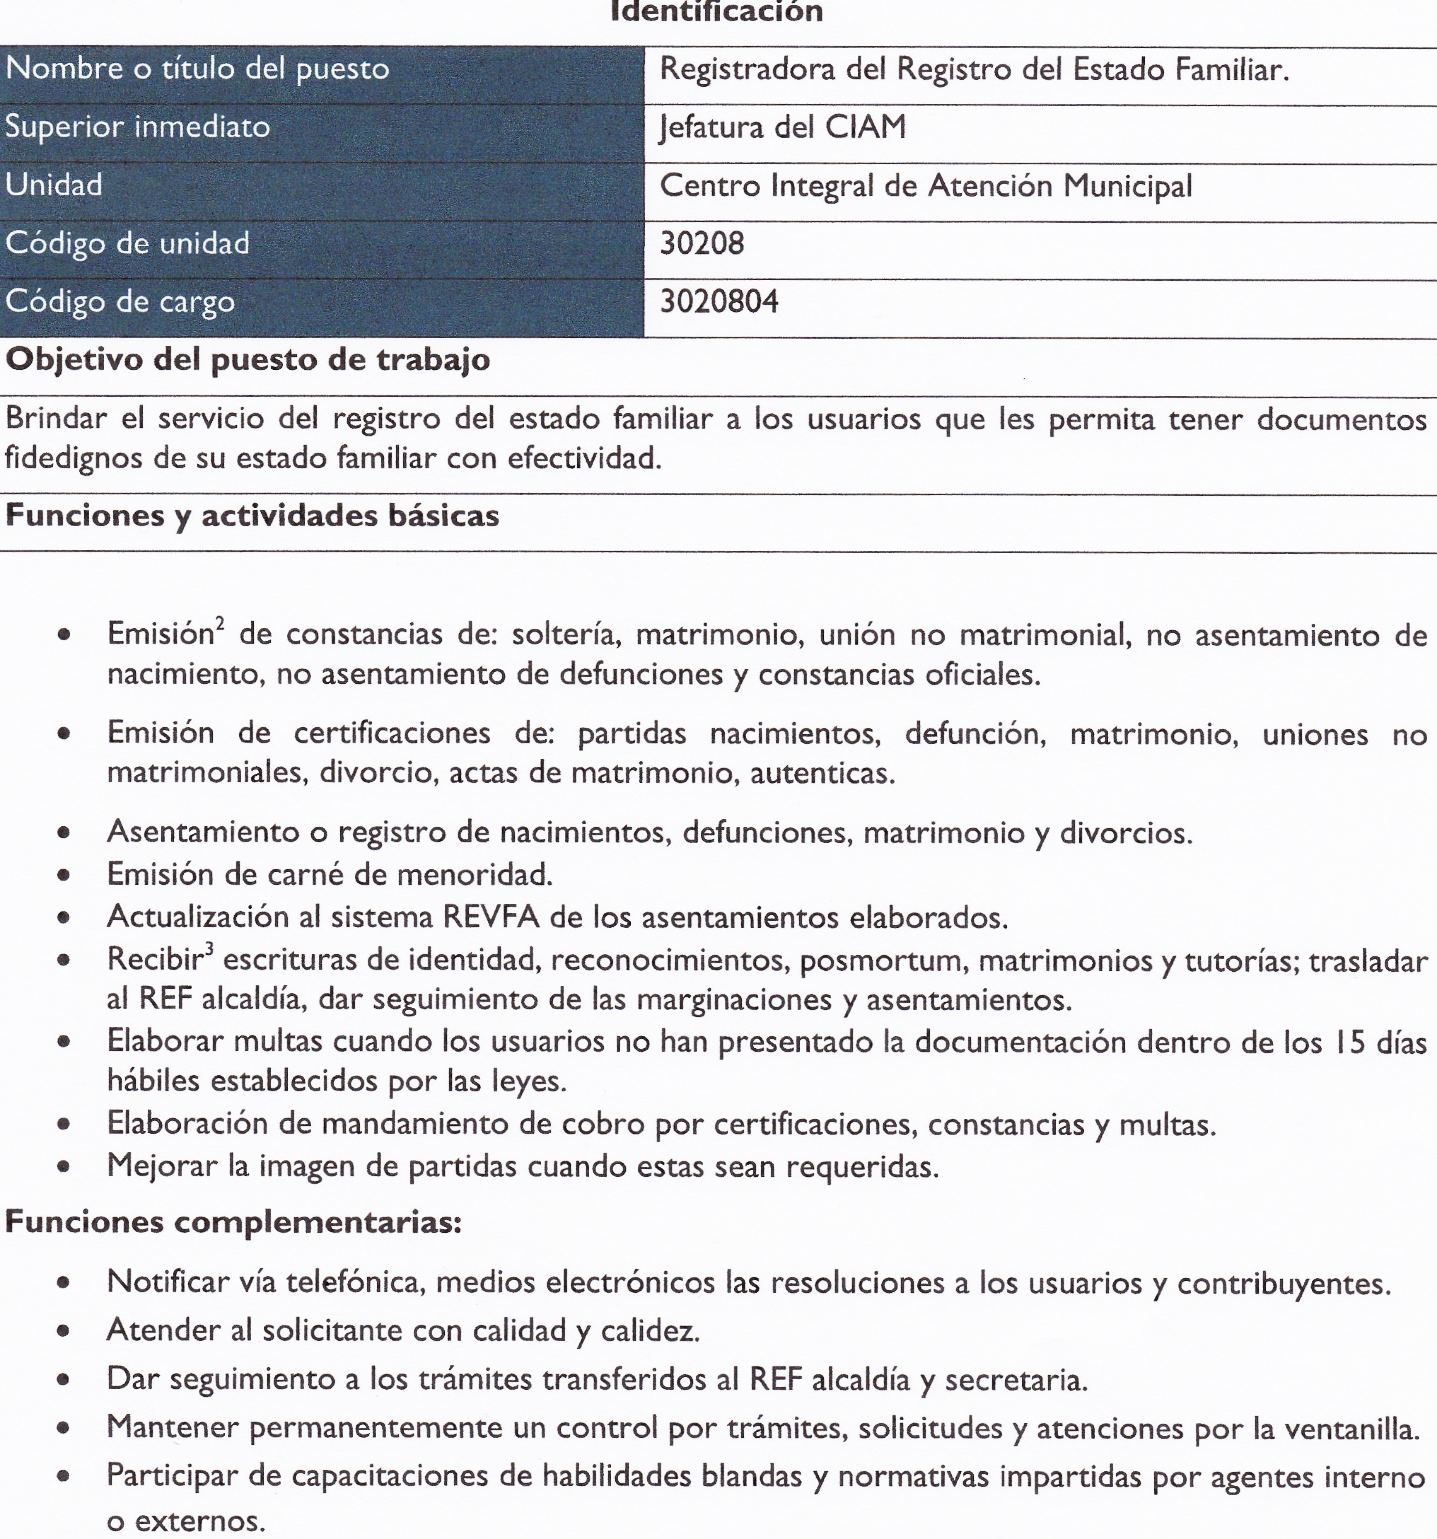 Identificación
Nombre o título del puesto Registradora del Registro del Estado Familiar.
Superior inmediato Jefatura del CIAM
Unidad Centro Integral de Atención Municipal
Código de unidad 30208
Código de cargo 3020804
Objetivo del puesto de trabajo
Brindar el servicio del registro del estado familiar a los usuarios que les permita tener documentos
fidedignos de su estado familiar con efectividad.
Funciones y actividades básicas
• Emisión² de constancias de: soltería, matrimonio, unión no matrimonial, no asentamiento de
nacimiento, no asentamiento de defunciones y constancias oficiales.
• Emisión de certificaciones de: partidas nacimientos, defunción, matrimonio, uniones no
matrimoniales, divorcio, actas de matrimonio, autenticas.
• Asentamiento o registro de nacimientos, defunciones, matrimonio y divorcios.
• Emisión de carné de menoridad.
• Actualización al sistema REVFA de los asentamientos elaborados.
• Recibir³ escrituras de identidad, reconocimientos, posmortum, matrimonios y tutorías; trasladar
al REF alcaldía, dar seguimiento de las marginaciones y asentamientos.
• Elaborar multas cuando los usuarios no han presentado la documentación dentro de los 15 días
hábiles establecidos por las leyes.
• Elaboración de mandamiento de cobro por certificaciones, constancias y multas.
• Mejorar la imagen de partidas cuando estas sean requeridas.
Funciones complementarias:
• Notificar vía telefónica, medios electrónicos las resoluciones a los usuarios y contribuyentes.
• Atender al solicitante con calidad y calidez.
• Dar seguimiento a los trámites transferidos al REF alcaldía y secretaria.
• Mantener permanentemente un control por trámites, solicitudes y atenciones por la ventanilla.
• Participar de capacitaciones de habilidades blandas y normativas impartidas por agentes interno
o externos.